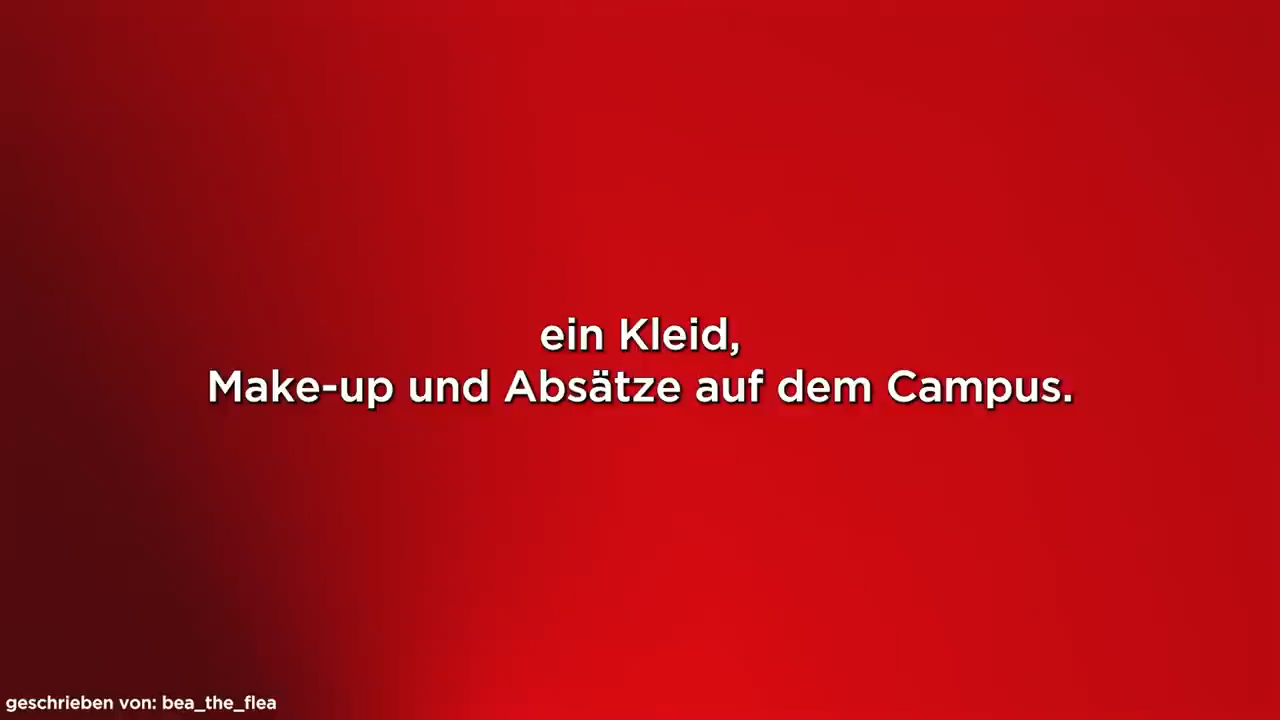 ein Kleid,
Make-up und Absätze auf dem Campus.
geschrieben von: bea_the_flea